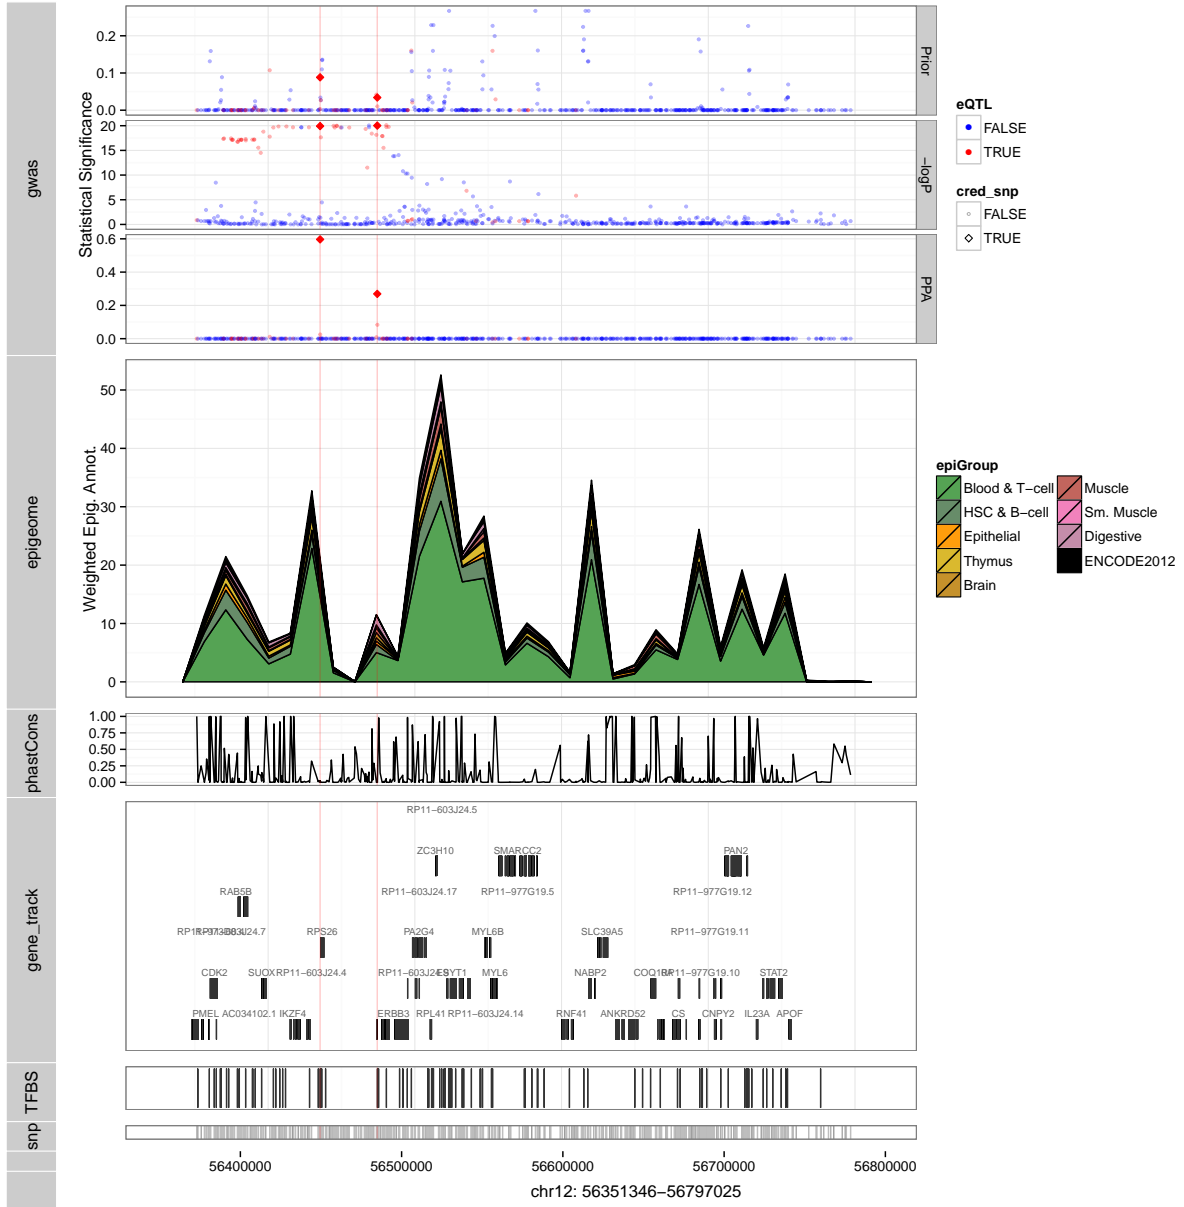 gwas
Statistical Significance
0.2
0.1
0.0
Prior
20
15
10
5
0
−logP
0.6
0.4
0.2
0.0
PPA
eQTL
FALSE
TRUE
cred_snp
FALSE
TRUE
epigeome
Weighted Epig. Annot.
50
40
30
20
10
0
epiGroup
Blood & T−cell
HSC & B−cell
Epithelial
Thymus
Brain
Muscle
Sm. Muscle
Digestive
ENCODE2012
phastCons
1.00
0.75
0.50
0.25
0.00
gene_track
RP11−603J24.5
ZC3H10 SMARCC2 PAN2
RAB5B RP11−603J24.17 RP11−977G19.5 RP11−977G19.12
RPS26 PA2G4 MYL6B SLC39A5 RP11−977G19.11
CDK2 SUOX RP11−603J24.4 MYL6 NABP2 RP11−977G19.10 STAT2
PMEL AC034102.1 IKZF4 ERBB3 RPL41 RP11−603J24.14 RNF41 ANKRD52 CS CNPY2 IL23A APOF
TFBS
snp
56400000 56500000 56600000 56700000 56800000
chr12: 56351346−56797025